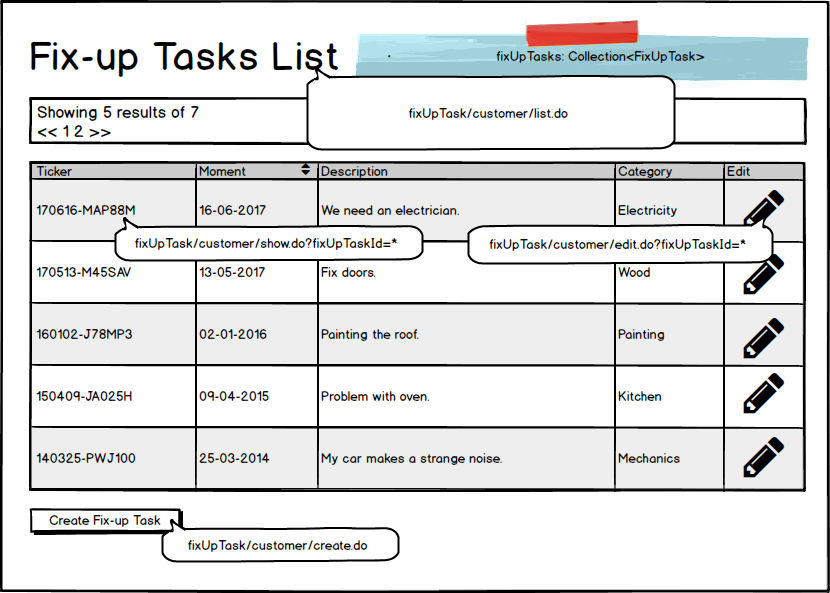 Fix-up Tasks List
fixUpTasks: Collection<FixUpTask>
fixUpTask/customer/list.do
Showing 5 results of 7
<< 1 2 >>
Ticker Moment Description Category Edit
170616-MAP88M 16-06-2017 We need an electrician. Electricity
fixUpTask/customer/show.do?fixUpTaskId=* fixUpTask/customer/edit.do?fixUpTaskId=*
170513-M45SAV 13-05-2017 Fix doors. Wood
160102-J78MP3 02-01-2016 Painting the roof. Painting
150409-JA025H 09-04-2015 Problem with oven. Kitchen
140325-PWJ100 25-03-2014 My car makes a strange noise. Mechanics
Create Fix-up Task
fixUpTask/customer/create.do